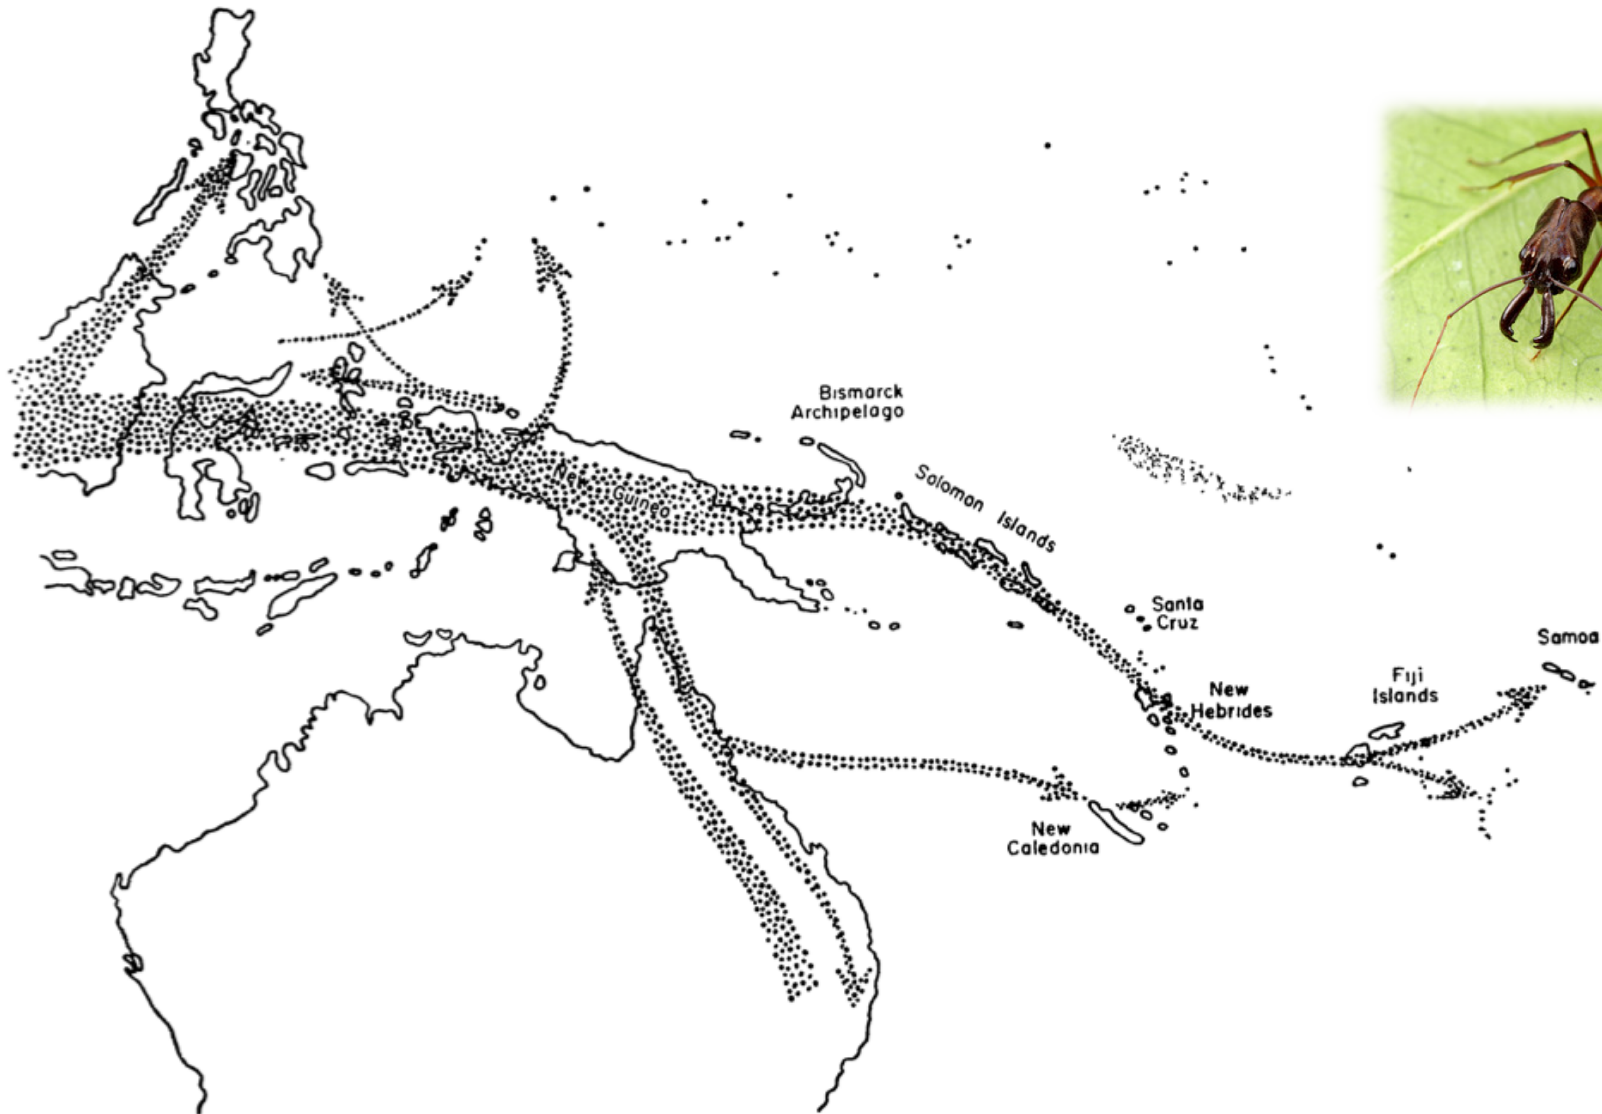 Bismarck
Archipelago
New Guinea
Solomon Islands
Santa
Cruz
Samoa
Fiji
Islands
New
Hebrides
New
Caledonia